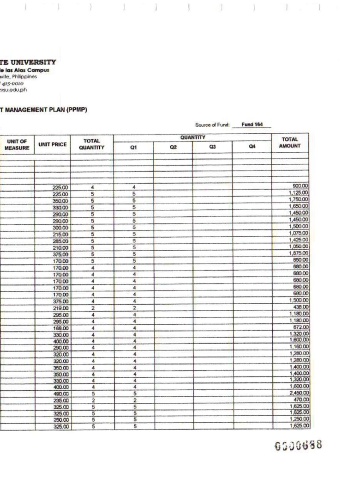 TE UNIVERSITY
de las Alas Campus
Philippines
T MANAGEMENT PLAN (PPMP)
Source of Fund: Fund 164
UNIT OF MEASURE UNIT PRICE TOTAL QUANTITY QUANTITY TOTAL AMOUNT
Q1 Q2 Q3 Q4
225.00 4 4 900.00
225.00 5 5 1,125.00
350.00 5 5 1,750.00
330.00 5 5 1,650.00
290.00 5 5 1,450.00
290.00 5 5 1,450.00
300.00 5 5 1,500.00
215.00 5 5 1,075.00
285.00 5 5 1,425.00
210.00 5 5 1,050.00
375.00 5 5 1,875.00
170.00 5 5
170.00 4 4 680.00
170.00 4 4 680.00
170.00 4 4 680.00
170.00 4 4 680.00
375.00 4 4 1,500.00
219.00 2 2 438.00
295.00 4 4 1,180.00
295.00 4 4 1,180.00
168.00 4 4 672.00
330.00 4 4 1,320.00
400.00 4 4 1,600.00
290.00 4 4 1,160.00
320.00 4 4 1,280.00
320.00 4 4 1,280.00
350.00 4 4 1,400.00
350.00 4 4 1,400.00
330.00 4 4 1,320.00
400.00 4 4 1,600.00
490.00 5 5 2,450.00
235.00 2 2 470.00
325.00 5 5 1,625.00
325.00 5 5 1,625.00
250.00 5 5 1,250.00
325.00 5 5 1,625.00
0000688